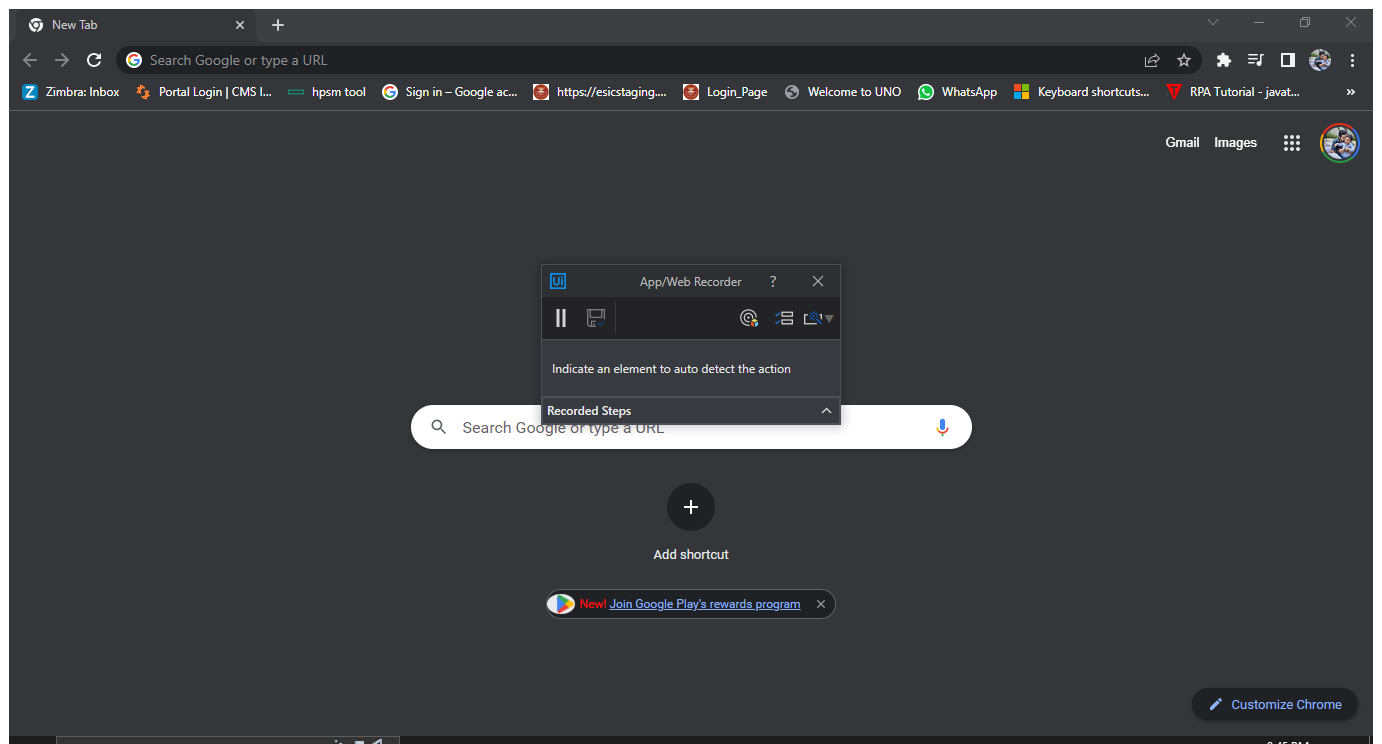 New Tab
Search Google or type a URL
Zimbra: Inbox
Portal Login | CMS I...
hpsm tool
Sign in – Google ac...
https://esicstaging....
Login_Page
Welcome to UNO
WhatsApp
Keyboard shortcuts...
RPA Tutorial - javat...
»
Gmail
Images
Ui
App/Web Recorder
?
Indicate an element to auto detect the action
Recorded Steps
Search Google or type a URL
Add shortcut
New! Join Google Play's rewards program
Customize Chrome